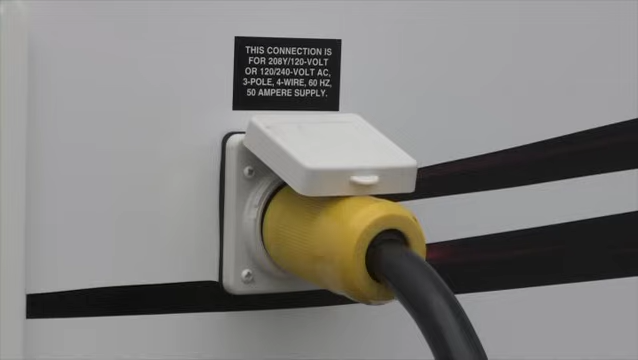 THIS CONNECTION IS
FOR 208Y/120-VOLT
OR 120/240-VOLT AC,
3-POLE, 4-WIRE, 60 HZ,
50 AMPERE SUPPLY.